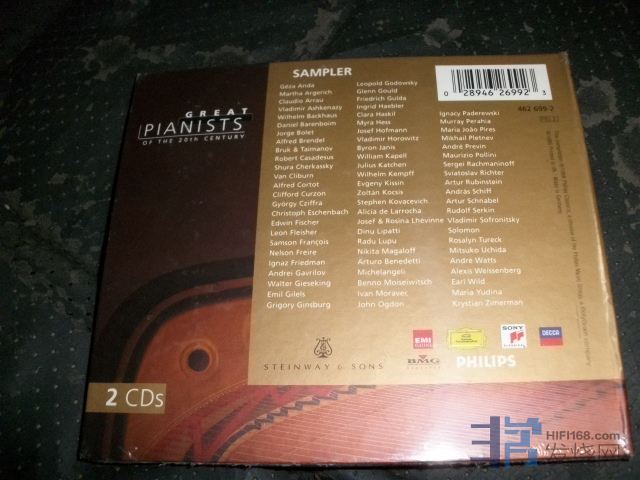 GREAT
PIANISTS
OF THE 20TH CENTURY
SAMPLER
Géza Anda
Martha Argerich
Claudio Arrau
Vladimir Ashkenazy
Wilhelm Backhaus
Daniel Barenboim
Jorge Bolet
Alfred Brendel
Bruk & Taimanov
Robert Casadesus
Shura Cherkassky
Van Cliburn
Alfred Cortot
Clifford Curzon
György Cziffra
Christoph Eschenbach
Edwin Fischer
Leon Fleisher
Samson François
Nelson Freire
Ignaz Friedman
Andrei Gavrilov
Walter Gieseking
Emil Gilels
Grigory Ginsburg
Leopold Godowsky
Glenn Gould
Friedrich Gulda
Ingrid Haebler
Clara Haskil
Myra Hess
Josef Hofmann
Vladimir Horowitz
Byron Janis
William Kapell
Julius Katchen
Wilhelm Kempff
Evgeny Kissin
Zoltán Kocsis
Stephen Kovacevich
Alicia de Larrocha
Josef & Rosina Lhévinne
Dinu Lipatti
Radu Lupu
Nikita Magaloff
Arturo Benedetti
Michelangeli
Benno Moiseiwitsch
Ivan Moravec
John Ogdon
Ignacy Paderewski
Murray Perahia
Maria João Pires
Mikhail Pletnev
André Previn
Maurizio Pollini
Sergei Rachmaninoff
Sviatoslav Richter
Artur Rubinstein
András Schiff
Artur Schnabel
Rudolf Serkin
Vladimir Sofronitsky
Solomon
Rosalyn Tureck
Mitsuko Uchida
André Watts
Alexis Weissenberg
Earl Wild
Maria Yudina
Krystian Zimerman
0 28946 26992 3
STEINWAY & SONS
EMI
BMG
PHILIPS
SONY
DECCA
2 CDs
HIFI168.com
发烧网